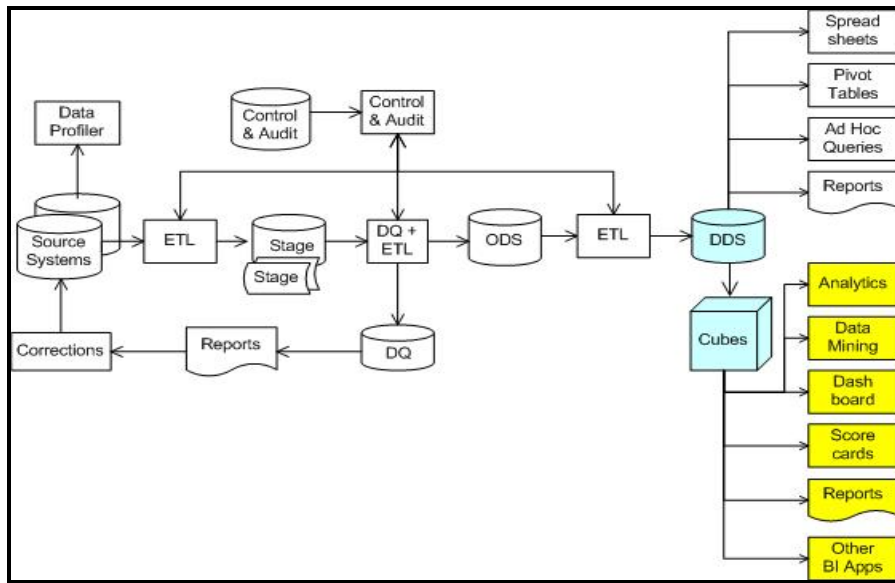 Spread
sheets
Pivot
Tables
Ad Hoc
Queries
Reports
Data
Profiler
Control
& Audit
Control
& Audit
Source
Systems
ETL
Stage
Stage
DQ +
ETL
ODS
ETL
DDS
Corrections
Reports
DQ
Cubes
Analytics
Data
Mining
Dash
board
Score
cards
Reports
Other
BI Apps